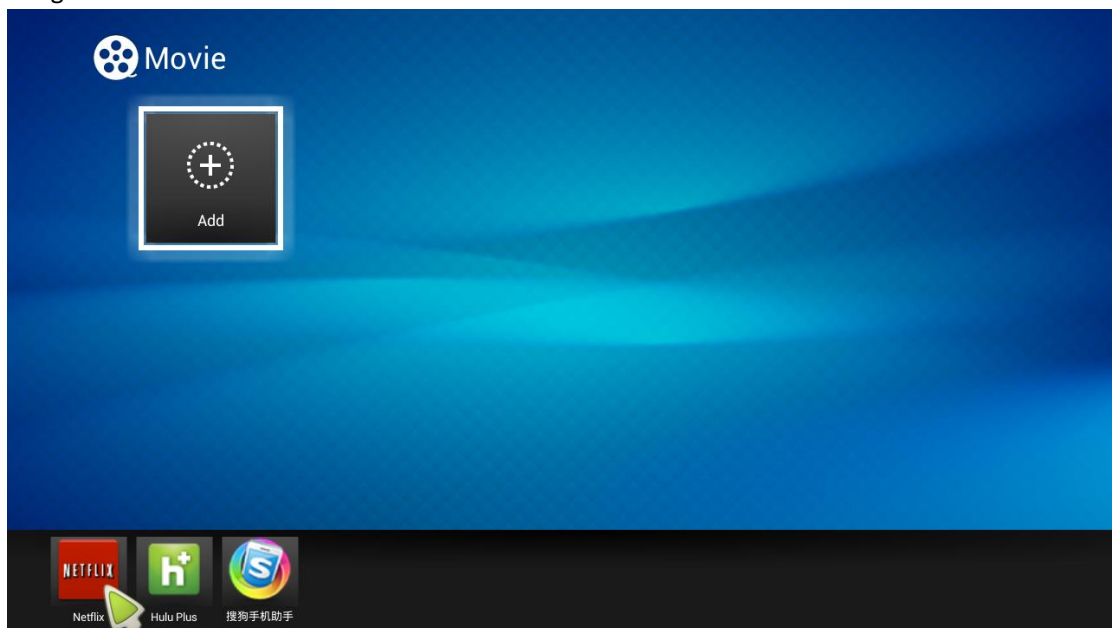 Movie
Add
NETFLIX
h+
S
Netflix
Hulu Plus
搜狗手机助手